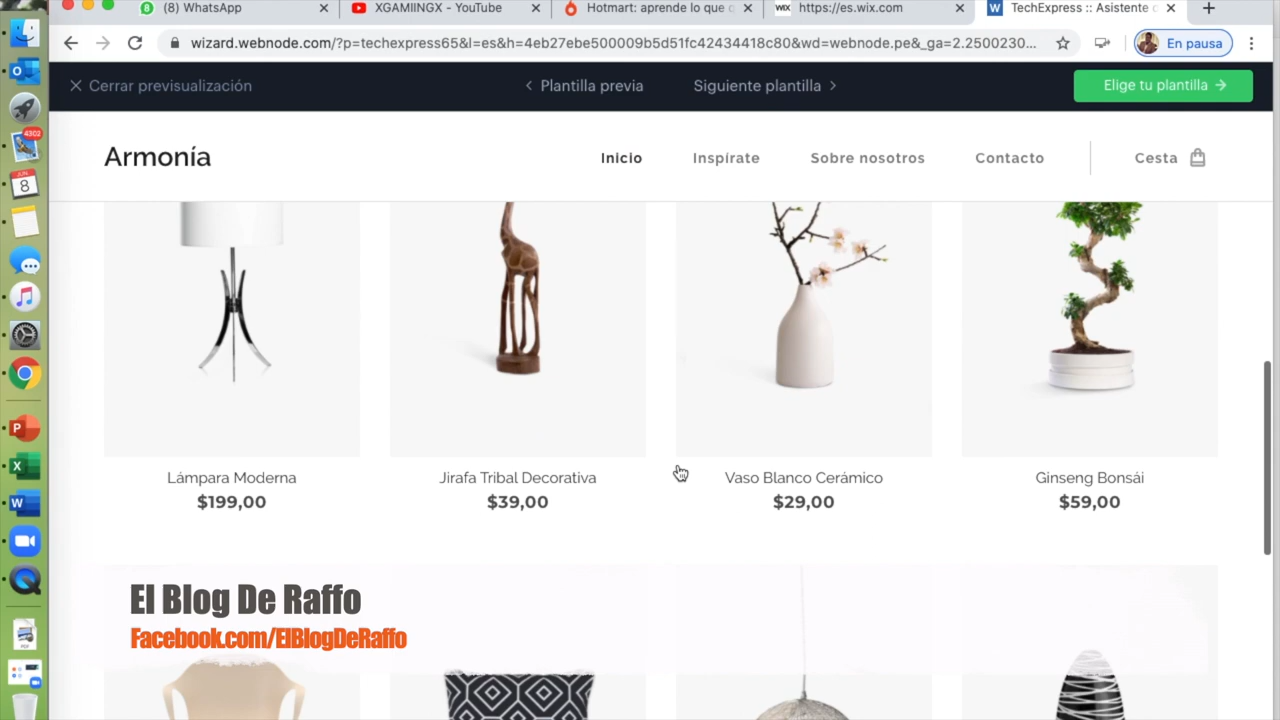 (8) WhatsApp
XGAMIINGX - YouTube
Hotmart: aprende lo que
https://es.wix.com
TechExpress :: Asistente
wizard.webnode.com/?p=techexpress65&l=es&h=4eb27ebe500009b5d51fc42434418c80&wd=webnode.pe&_ga=2.2500230...
En pausa
Cerrar previsualización
Plantilla previa
Siguiente plantilla
Elige tu plantilla
Armonía
Inicio
Inspírate
Sobre nosotros
Contacto
Cesta
4302
JUN
8
Lámpara Moderna
$199,00
Jirafa Tribal Decorativa
$39,00
Vaso Blanco Cerámico
$29,00
Ginseng Bonsái
$59,00
El Blog De Raffo
Facebook.com/ElBlogDeRaffo